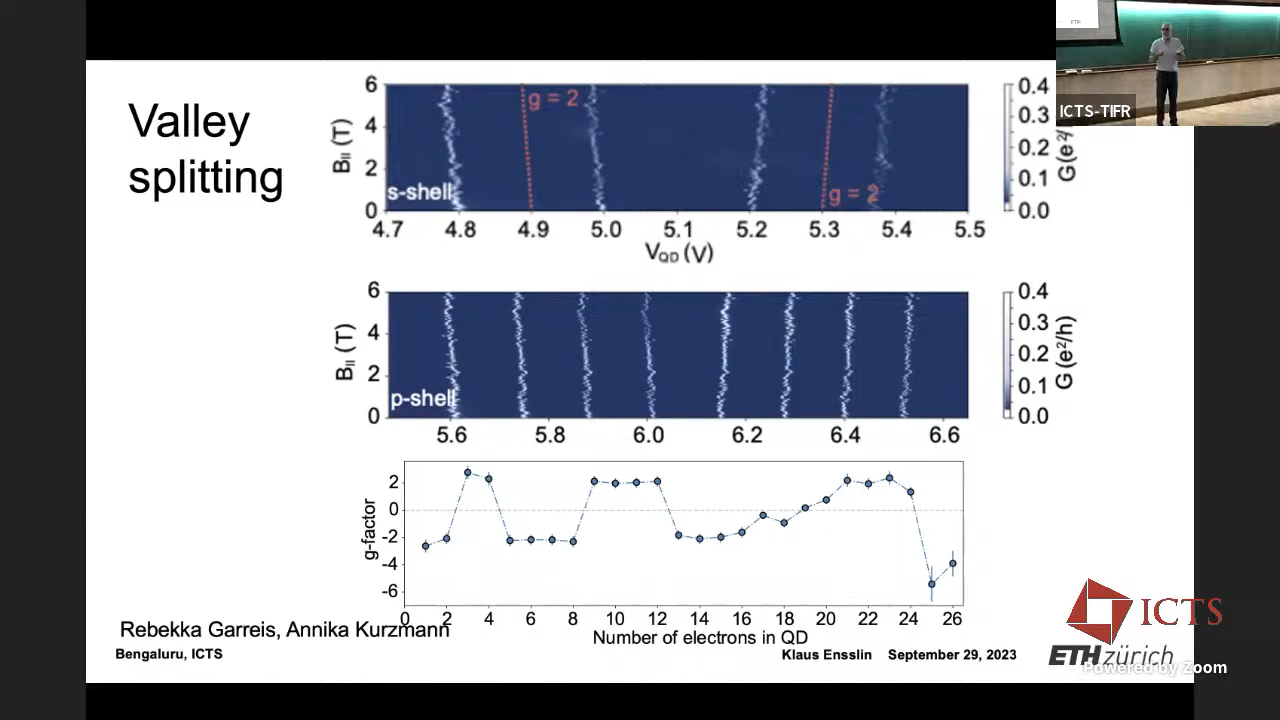 ICTS-TIFR
Valley
splitting
6
4
2
0
B|| (T)
g = 2
s-shell
g = 2
4.7 4.8 4.9 5.0 5.1 5.2 5.3 5.4 5.5
VQD (V)
0.4
0.3
0.2
0.1
0.0
G(e²/
6
4
2
0
B|| (T)
p-shell
5.6 5.8 6.0 6.2 6.4 6.6
0.4
0.3
0.2
0.1
0.0
G (e²/h)
2
0
-2
-4
-6
g-factor
0 2 4 6 8 10 12 14 16 18 20 22 24 26
Number of electrons in QD
Rebekka Garreis, Annika Kurzmann
Bengaluru, ICTS
Klaus Ensslin September 29, 2023
ICTS
ETH zürich
Powered by Zoom